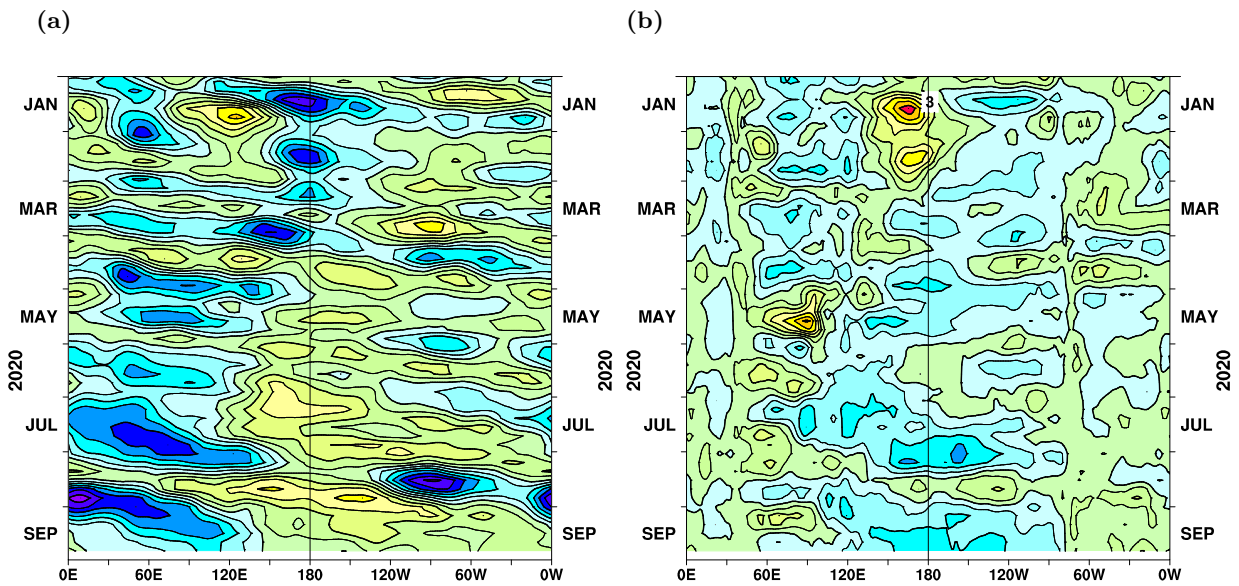 (a) (b)
JAN JAN JAN 3 JAN
MAR MAR MAR MAR
MAY MAY MAY MAY
2020 2020 2020 2020
JUL JUL JUL JUL
SEP SEP SEP SEP
0E 60E 120E 180 120W 60W 0W 0E 60E 120E 180 120W 60W 0W